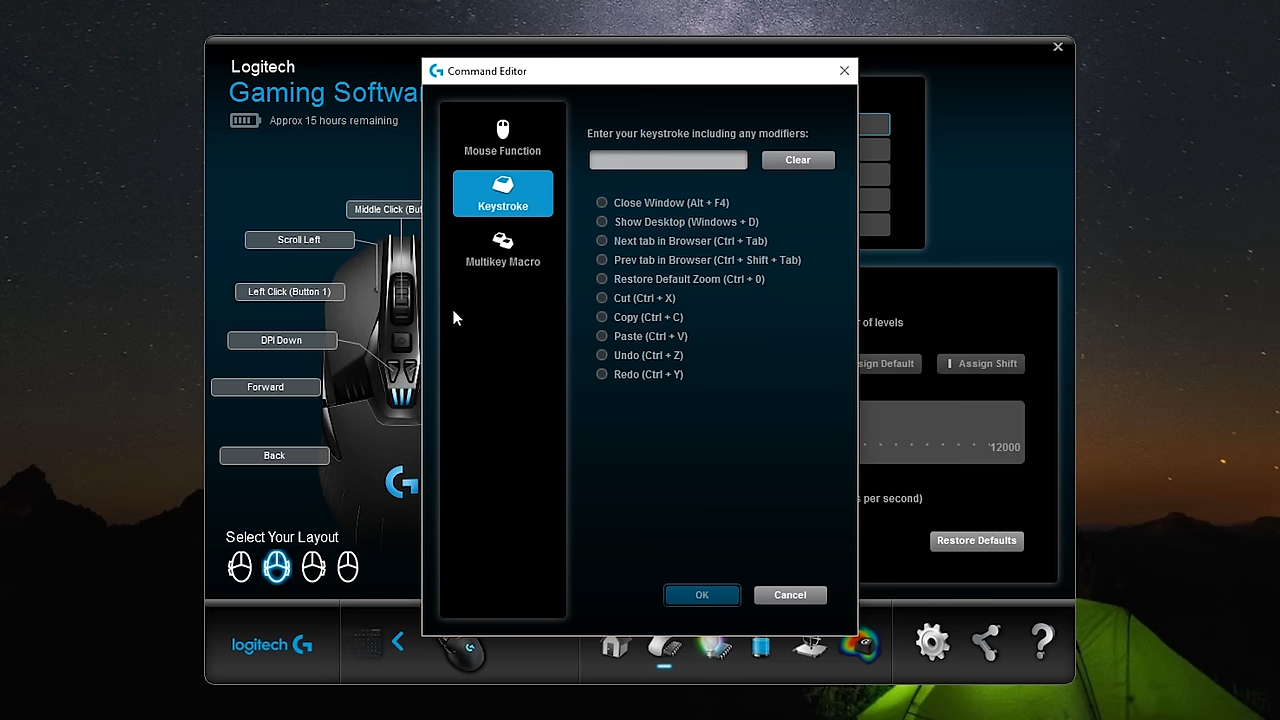 Logitech
Gaming Softwa
Approx 15 hours remaining
Command Editor
Mouse Function
Keystroke
Multikey Macro
Enter your keystroke including any modifiers:
Clear
Close Window (Alt + F4)
Show Desktop (Windows + D)
Next tab in Browser (Ctrl + Tab)
Prev tab in Browser (Ctrl + Shift + Tab)
Restore Default Zoom (Ctrl + 0)
Cut (Ctrl + X)
Copy (Ctrl + C)
Paste (Ctrl + V)
Undo (Ctrl + Z)
Redo (Ctrl + Y)
OK
Cancel
Middle Click (But
Scroll Left
Left Click (Button 1)
DPI Down
Forward
Back
Select Your Layout
r of levels
sign Default
Assign Shift
12000
s per second)
Restore Defaults
logitech